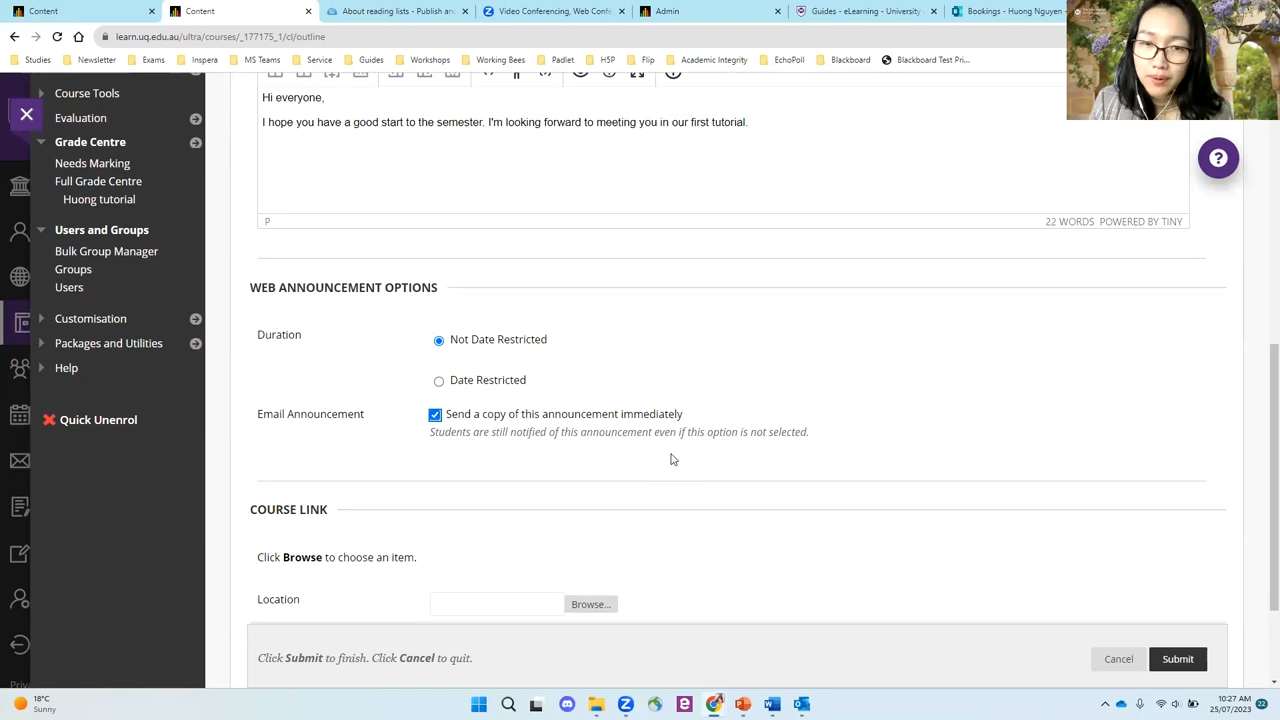 Content
Content
About reading lists - Publish an
Video Conferencing, Web Confe
Admin
Guides - eLearning - University
Bookings - Huong Nguyen
learn.uq.edu.au/ultra/courses/_177175_1/cl/outline
Studies
Newsletter
Exams
Inspera
MS Teams
Service
Guides
Workshops
Working Bees
Padlet
H5P
Flip
Academic Integrity
EchoPoll
Blackboard
Blackboard Test Pri...
Course Tools
Evaluation
Grade Centre
Needs Marking
Full Grade Centre
Huong tutorial
Users and Groups
Bulk Group Manager
Groups
Users
Customisation
Packages and Utilities
Help
Quick Unenrol
Hi everyone,
I hope you have a good start to the semester. I'm looking forward to meeting you in our first tutorial.
P
22 WORDS POWERED BY TINY
WEB ANNOUNCEMENT OPTIONS
Duration
Not Date Restricted
Date Restricted
Email Announcement
Send a copy of this announcement immediately
Students are still notified of this announcement even if this option is not selected.
COURSE LINK
Click Browse to choose an item.
Location
Browse...
Click Submit to finish. Click Cancel to quit.
Cancel
Submit
Priv
18°C
Sunny
10:27 AM
25/07/2023
22